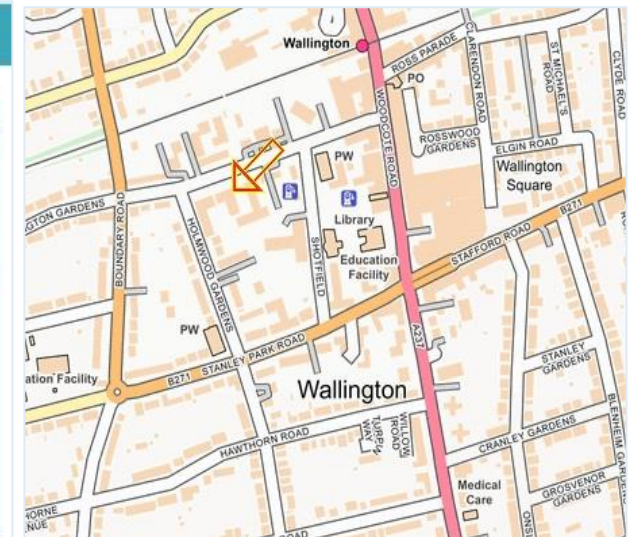 Wallington
ROSS PARADE
CLARENDON ROAD
ST MICHAEL'S
ROAD
CLYDE ROAD
PO
WOODCOTE ROAD
ROSSWOOD
GARDENS
ELGIN ROAD
PW
Wallington
Square
GTON GARDENS
BOUNDARY ROAD
HOLMWOOD GARDENS
SHOTFIELD
Library
Education
Facility
STAFFORD ROAD
B271
PW
B271
STANLEY PARK ROAD
A237
ation Facility
STANLEY
GARDENS
Wallington
TURPIN
WAY
WILLOW
ROAD
BLENHEIM GARDENS
HAWTHORN ROAD
CRANLEY GARDENS
Medical
Care
GROSVENOR
GARDENS
HORNE
NUE
OAD
ONS